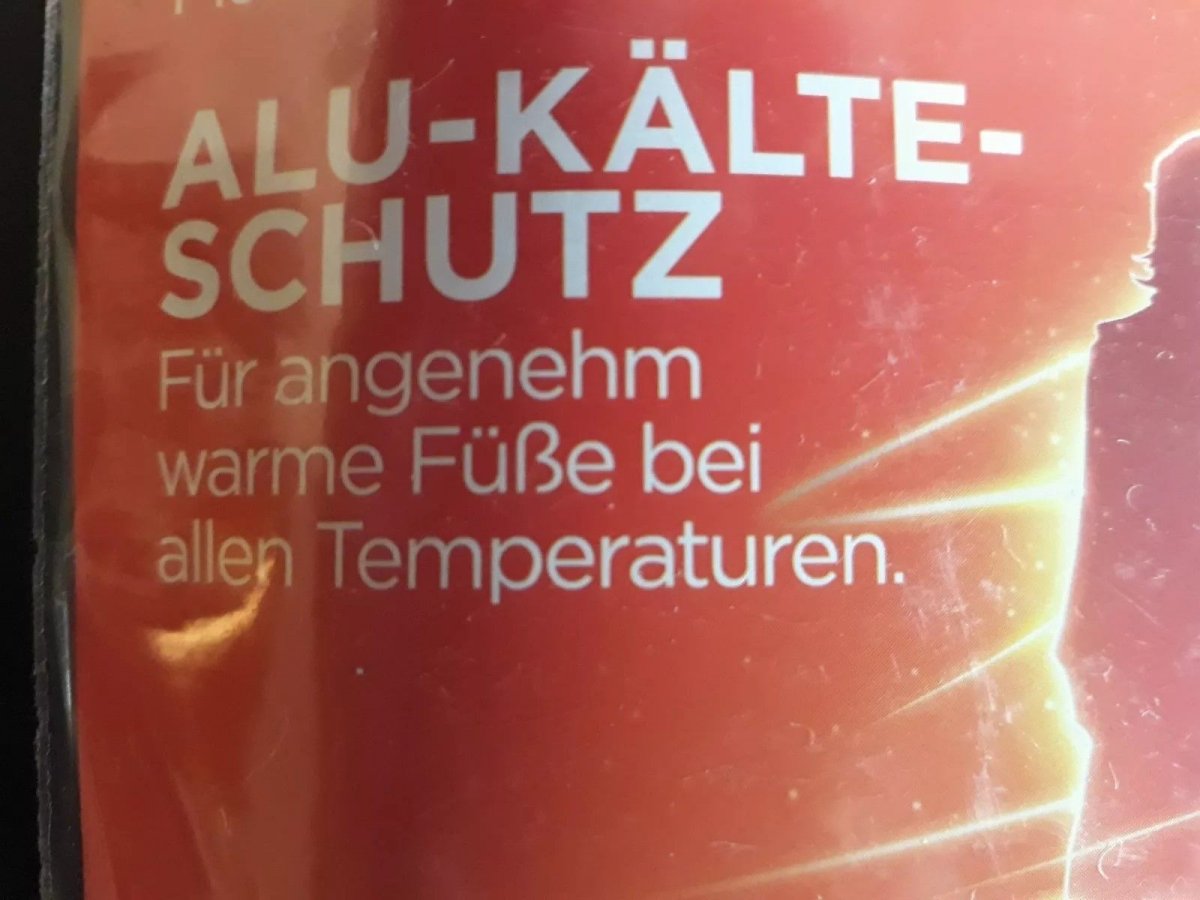 ALU-KÄLTE-
SCHUTZ
Für angenehm
warme Füße bei
allen Temperaturen.